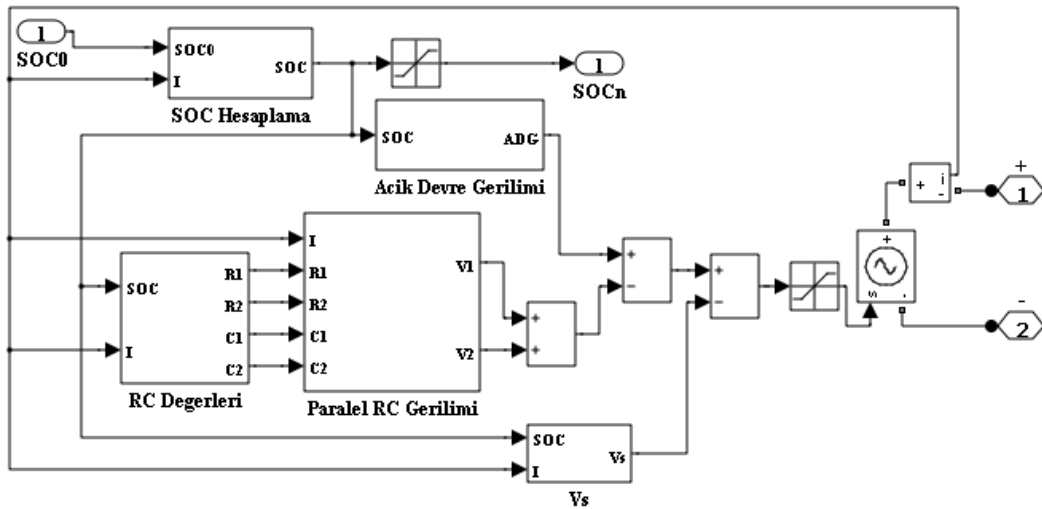 1
SOC0
SOC0
I
SOC
SOC Hesaplama
1
SOCn
SOC
ADG
Acik Devre Gerilimi
+
i
-
+
1
I
R1
R2
C1
C2
V1
V2
Paralel RC Gerilimi
SOC
I
R1
R2
C1
C2
RC Degerleri
+
+
+
-
+
-
+
s
-
-
2
SOC
I
Vs
Vs